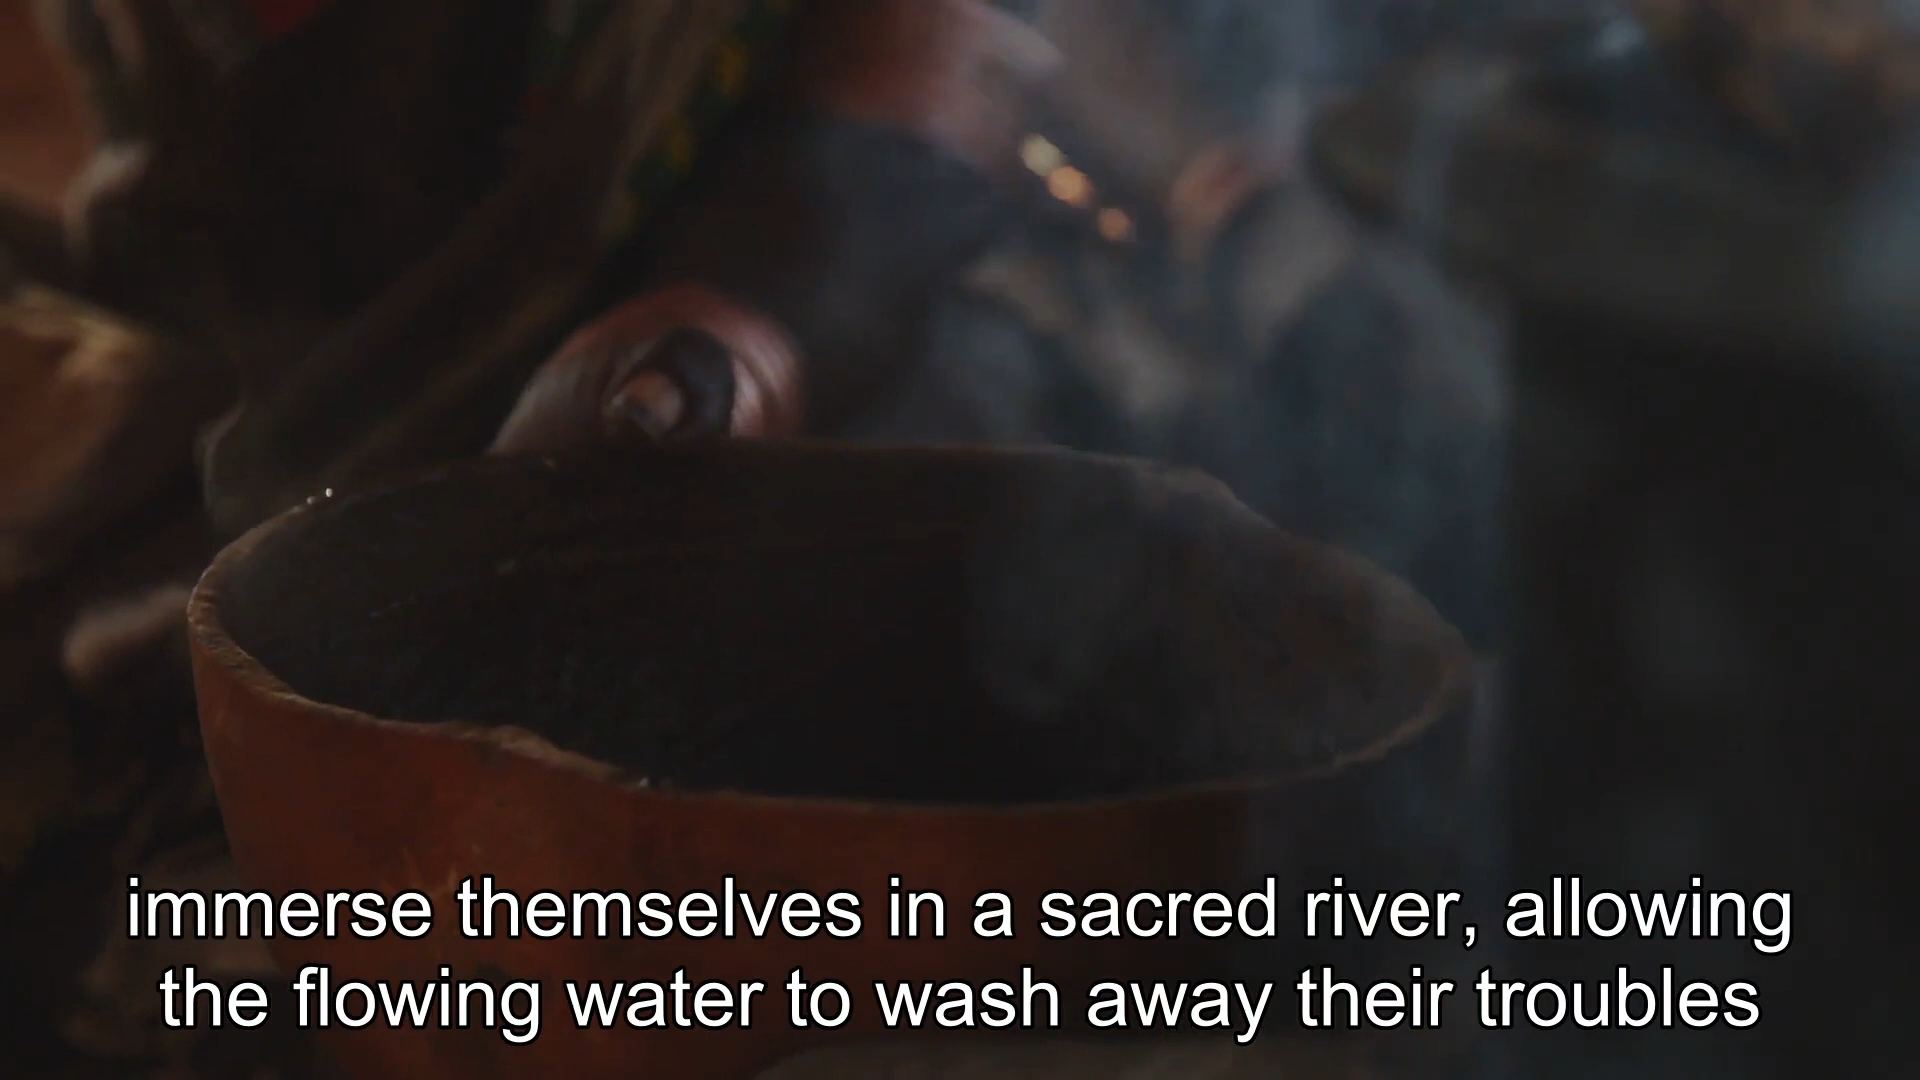 immerse themselves in a sacred river, allowing
the flowing water to wash away their troubles